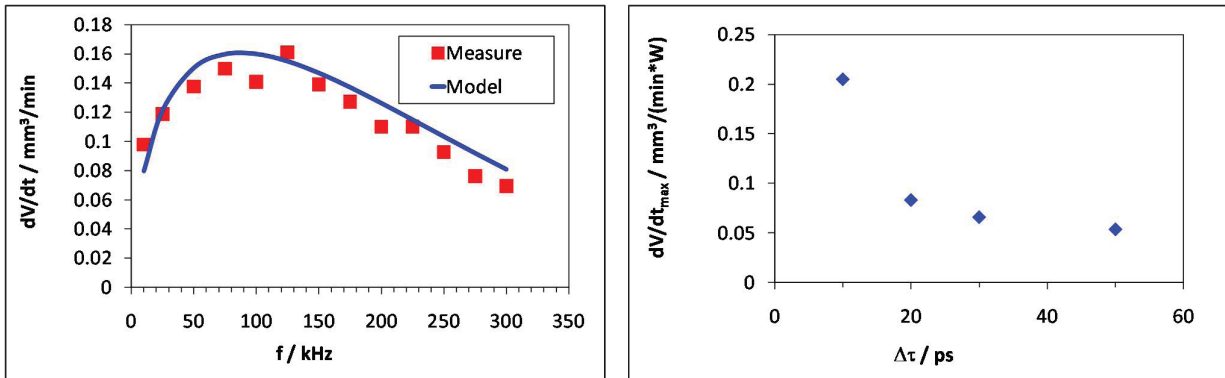 dV/dt / mm³/min
0.18
0.16
0.14
0.12
0.1
0.08
0.06
0.04
0.02
0
Measure
Model
0 50 100 150 200 250 300 350
f / kHz
dV/dt max / mm³/(min*W)
0.25
0.2
0.15
0.1
0.05
0
0 20 40 60
Δτ / ps